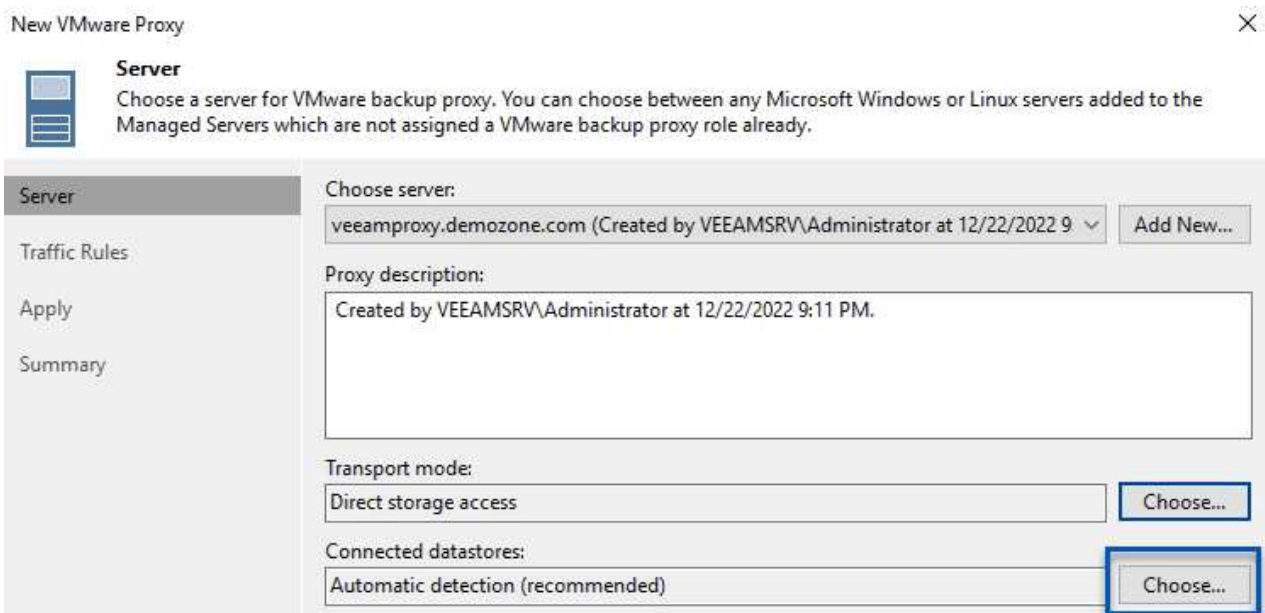 New VMware Proxy
Server
Choose a server for VMware backup proxy. You can choose between any Microsoft Windows or Linux servers added to the
Managed Servers which are not assigned a VMware backup proxy role already.
Server
Traffic Rules
Apply
Summary
Choose server:
veeamproxy.demozone.com (Created by VEEAMSRV\Administrator at 12/22/2022 9
Add New...
Proxy description:
Created by VEEAMSRV\Administrator at 12/22/2022 9:11 PM.
Transport mode:
Direct storage access
Choose...
Connected datastores:
Automatic detection (recommended)
Choose...